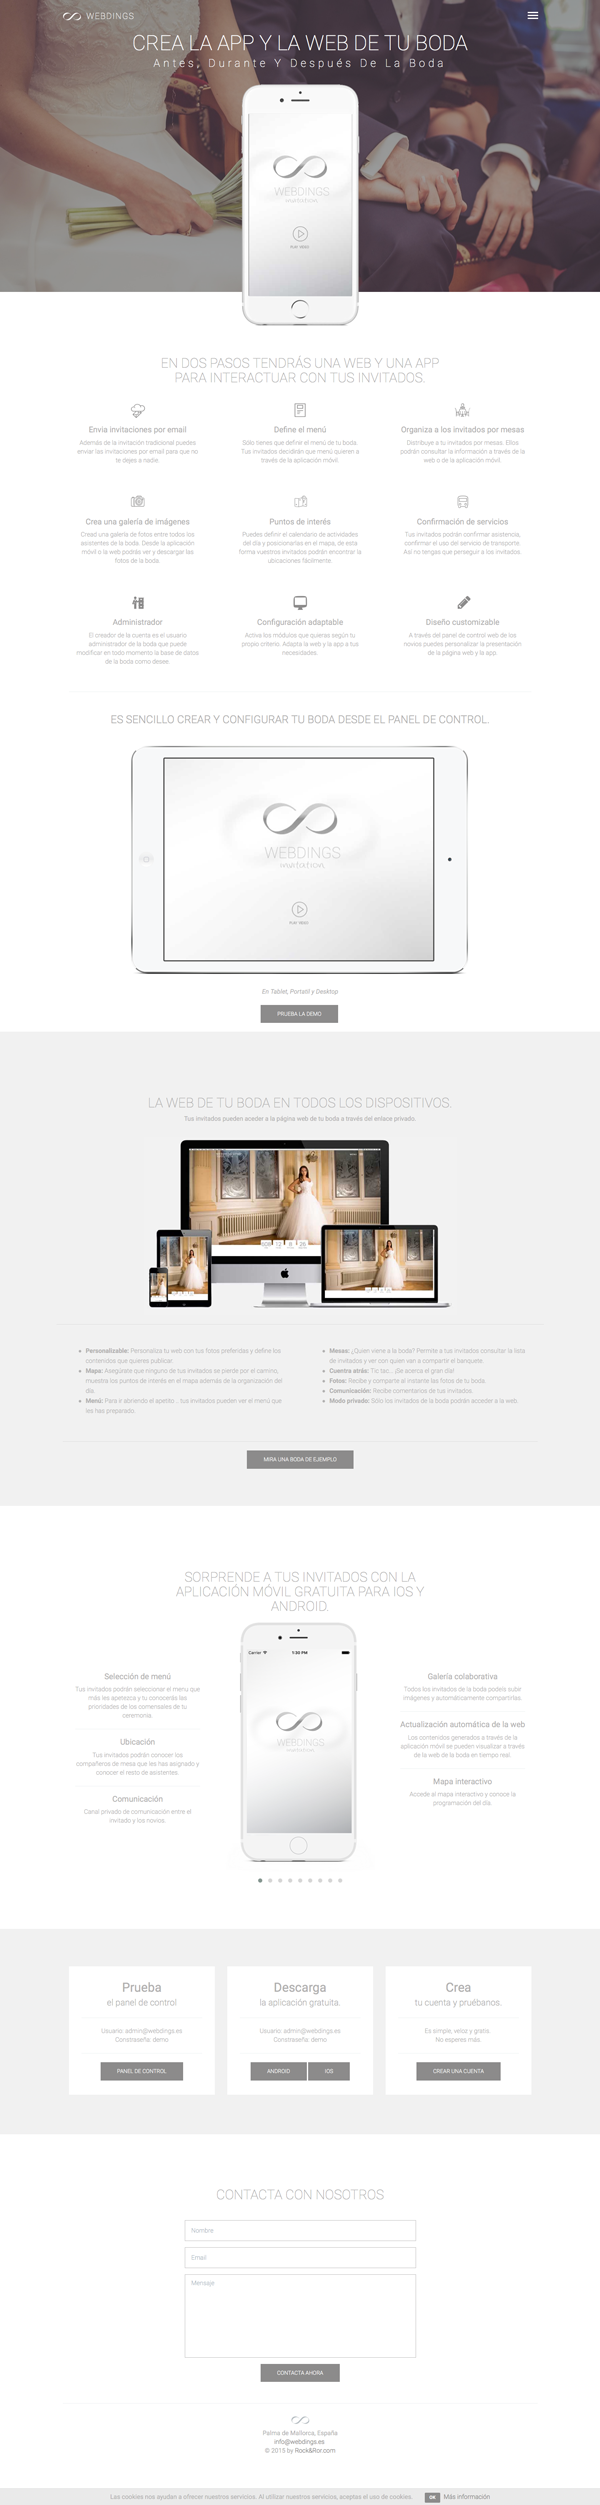 WEBDINGS
CREA LA APP Y LA WEB DE TU BODA
Antes, Durante Y Después De La Boda
WEBDINGS
invitation
PLAY VIDEO
EN DOS PASOS TENDRÁS UNA WEB Y UNA APP
PARA INTERACTUAR CON TUS INVITADOS.
Envia invitaciones por email
Además de la invitación tradicional puedes
enviar las invitaciones por email para que no
te dejes a nadie.
Define el menú
Sólo tienes que definir el menú de tu boda.
Tus invitados decidirán que menú quieren a
través de la aplicación móvil.
Organiza a los invitados por mesas
Distribuye a tu invitados por mesas. Ellos
podrán consultar la información a través de la
web o de la aplicación móvil.
Crea una galería de imágenes
Cread una galería de fotos entre todos los
asistentes de la boda. Desde la aplicación
móvil o la web podrás ver y descargar las
fotos de la boda.
Puntos de interés
Puedes definir el calendario de actividades
del día y posicionarlas en el mapa, de esta
forma vuestros invitados podrán encontrar la
ubicaciones fácilmente.
Confirmación de servicios
Tus invitados podrán confirmar asistencia,
confirmar el uso del servicio de transporte.
Así no tengas que perseguir a los invitados.
Administrador
El creador de la cuenta es el usuario
administrador de la boda que puede
modificar en todo momento la base de datos
de la boda como desee.
Configuración adaptable
Activa los módulos que quieras según tu
propio criterio. Adapta la web y la app a tus
necesidades.
Diseño customizable
A través del panel de control web de los
novios puedes personalizar la presentación
de la página web y la app.
ES SENCILLO CREAR Y CONFIGURAR TU BODA DESDE EL PANEL DE CONTROL.
WEBDINGS
invitation
PLAY VIDEO
En Tablet, Portatil y Desktop
PRUEBA LA DEMO
LA WEB DE TU BODA EN TODOS LOS DISPOSITIVOS.
Tus invitados pueden aceder a la página web de tu boda a través del enlace privado.
Personalizable: Personaliza tu web con tus fotos preferidas y define los
contenidos que quieres publicar.
Mapa: Asegúrate que ninguno de tus invitados se pierde por el camino,
muestra los puntos de interés en el mapa además de la organización del
día.
Menú: Para ir abriendo el apetito... tus invitados pueden ver el menú que
les has preparado.
Mesas: ¿Quien viene a la boda? Permite a tus invitados consultar la lista
de invitados y ver con quien van a compartir el banquete.
Cuenta atrás: Tic tac... ¡Se acerca el gran día!
Fotos: Recibe y comparte al instante las fotos de tu boda.
Comunicación: Recibe comentarios de tus invitados.
Modo privado: Sólo los invitados de la boda podrán acceder a la web.
MIRA UNA BODA DE EJEMPLO
SORPRENDE A TUS INVITADOS CON LA
APLICACIÓN MÓVIL GRATUITA PARA IOS Y
ANDROID.
Selección de menú
Tus invitados podrán seleccionar el menu que
más les apetezca y tu conocerás las
prioridades de los comensales de tu
ceremonia.
Ubicación
Tus invitados podrán conocer los
compañeros de mesa que les has asignado y
conocer el resto de asistentes.
Comunicación
Canal privado de comunicación entre el
invitado y los novios.
Carrier
1:20 PM
WEBDINGS
invitation
Galería colaborativa
Todos los invitados de la boda podeis subir
imágenes y automáticamente compartirlas.
Actualización automática de la web
Los contenidos generados a través de la
aplicación móvil se pueden visualizar a través
de la web de la boda en tiempo real.
Mapa interactivo
Accede al mapa interactivo y conoce la
programación del día.
Prueba
el panel de control
Usuario: admin@webdings.es
Constraseña: demo
PANEL DE CONTROL
Descarga
la aplicación gratuita.
Usuario: admin@webdings.es
Constraseña: demo
ANDROID
IOS
Crea
tu cuenta y pruébanos.
Es simple, veloz y gratis.
No esperes más.
CREAR UNA CUENTA
CONTACTA CON NOSOTROS
Nombre
Email
Mensaje
CONTACTA AHORA
Palma de Mallorca, España
info@webdings.es
© 2015 by Rock&Ror.com
Las cookies nos ayudan a ofrecer nuestros servicios. Al utilizar nuestros servicios, aceptas el uso de cookies.
OK
Más información